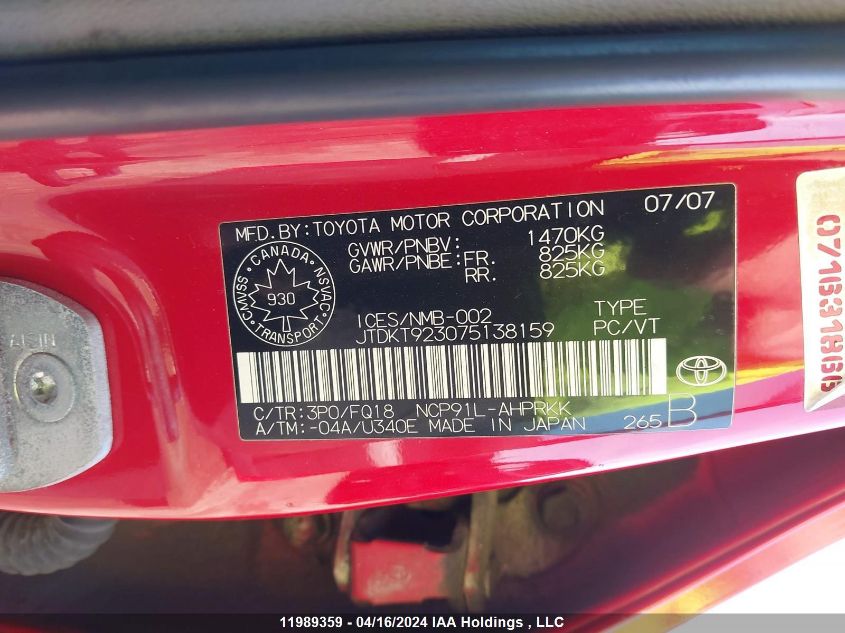 MFD.BY:TOYOTA MOTOR CORPORATION 07/07
GVWR/PNBV: 1470KG
GAWR/PNBE:FR. 825KG
RR. 825KG
CANADA
CMVSS NSVAC
930
TRANSPORT
ICES/NMB-002 TYPE
JTDKT923075138159 PC/VT
C/TR:3P0/FQ18 NCP91L-AHPRKK
A/TM:-04A/U340E MADE IN JAPAN 265 B
AISIN
11989359 - 04/16/2024 IAA Holdings , LLC